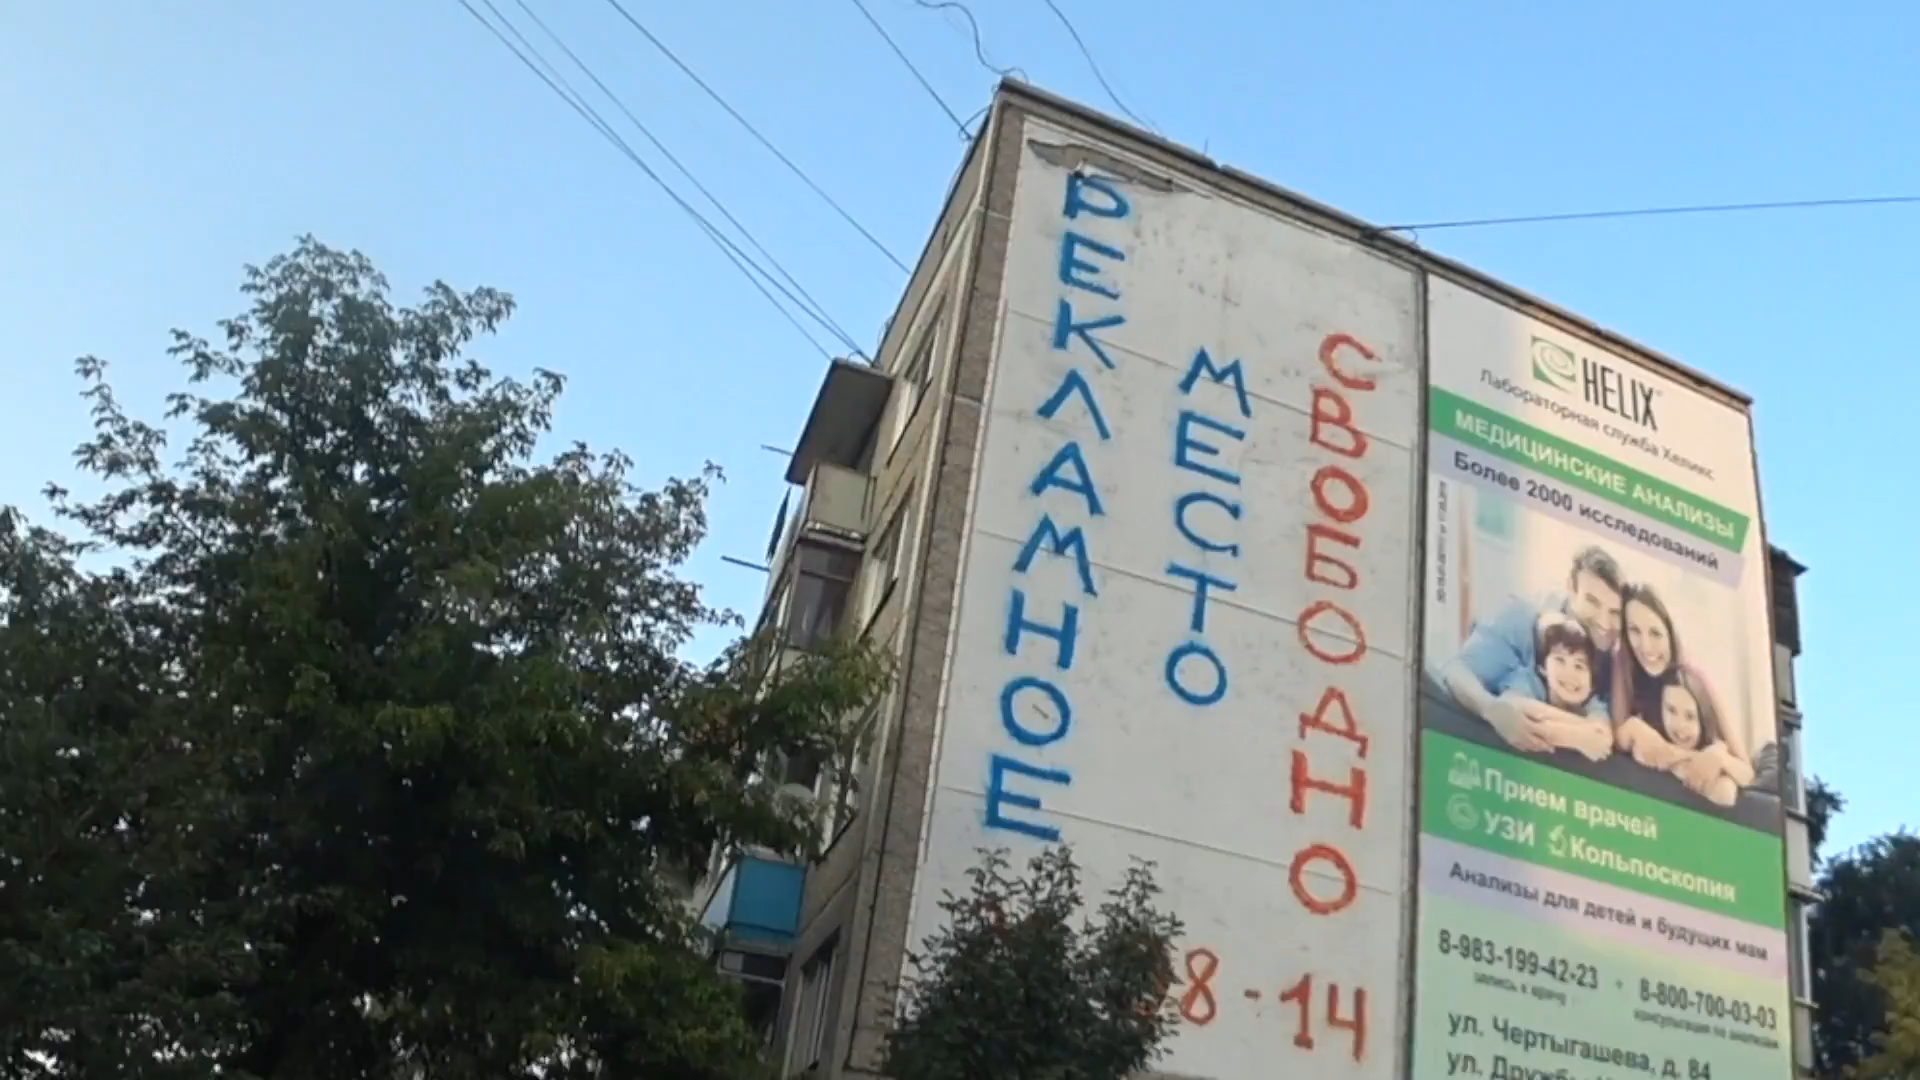 РЕКЛАМНОЕ
МЕСТО
СВОБОДНО
8-14
HELIX
Лабораторная служба Хеликс
МЕДИЦИНСКИЕ АНАЛИЗЫ
Более 2000 исследований
Прием врачей
УЗИ Кольпоскопия
Анализы для детей и будущих мам
8-983-199-42-23
запись к врачу
8-800-700-03-03
консультация по анализам
ул. Чертыгашева, д. 84
ул.